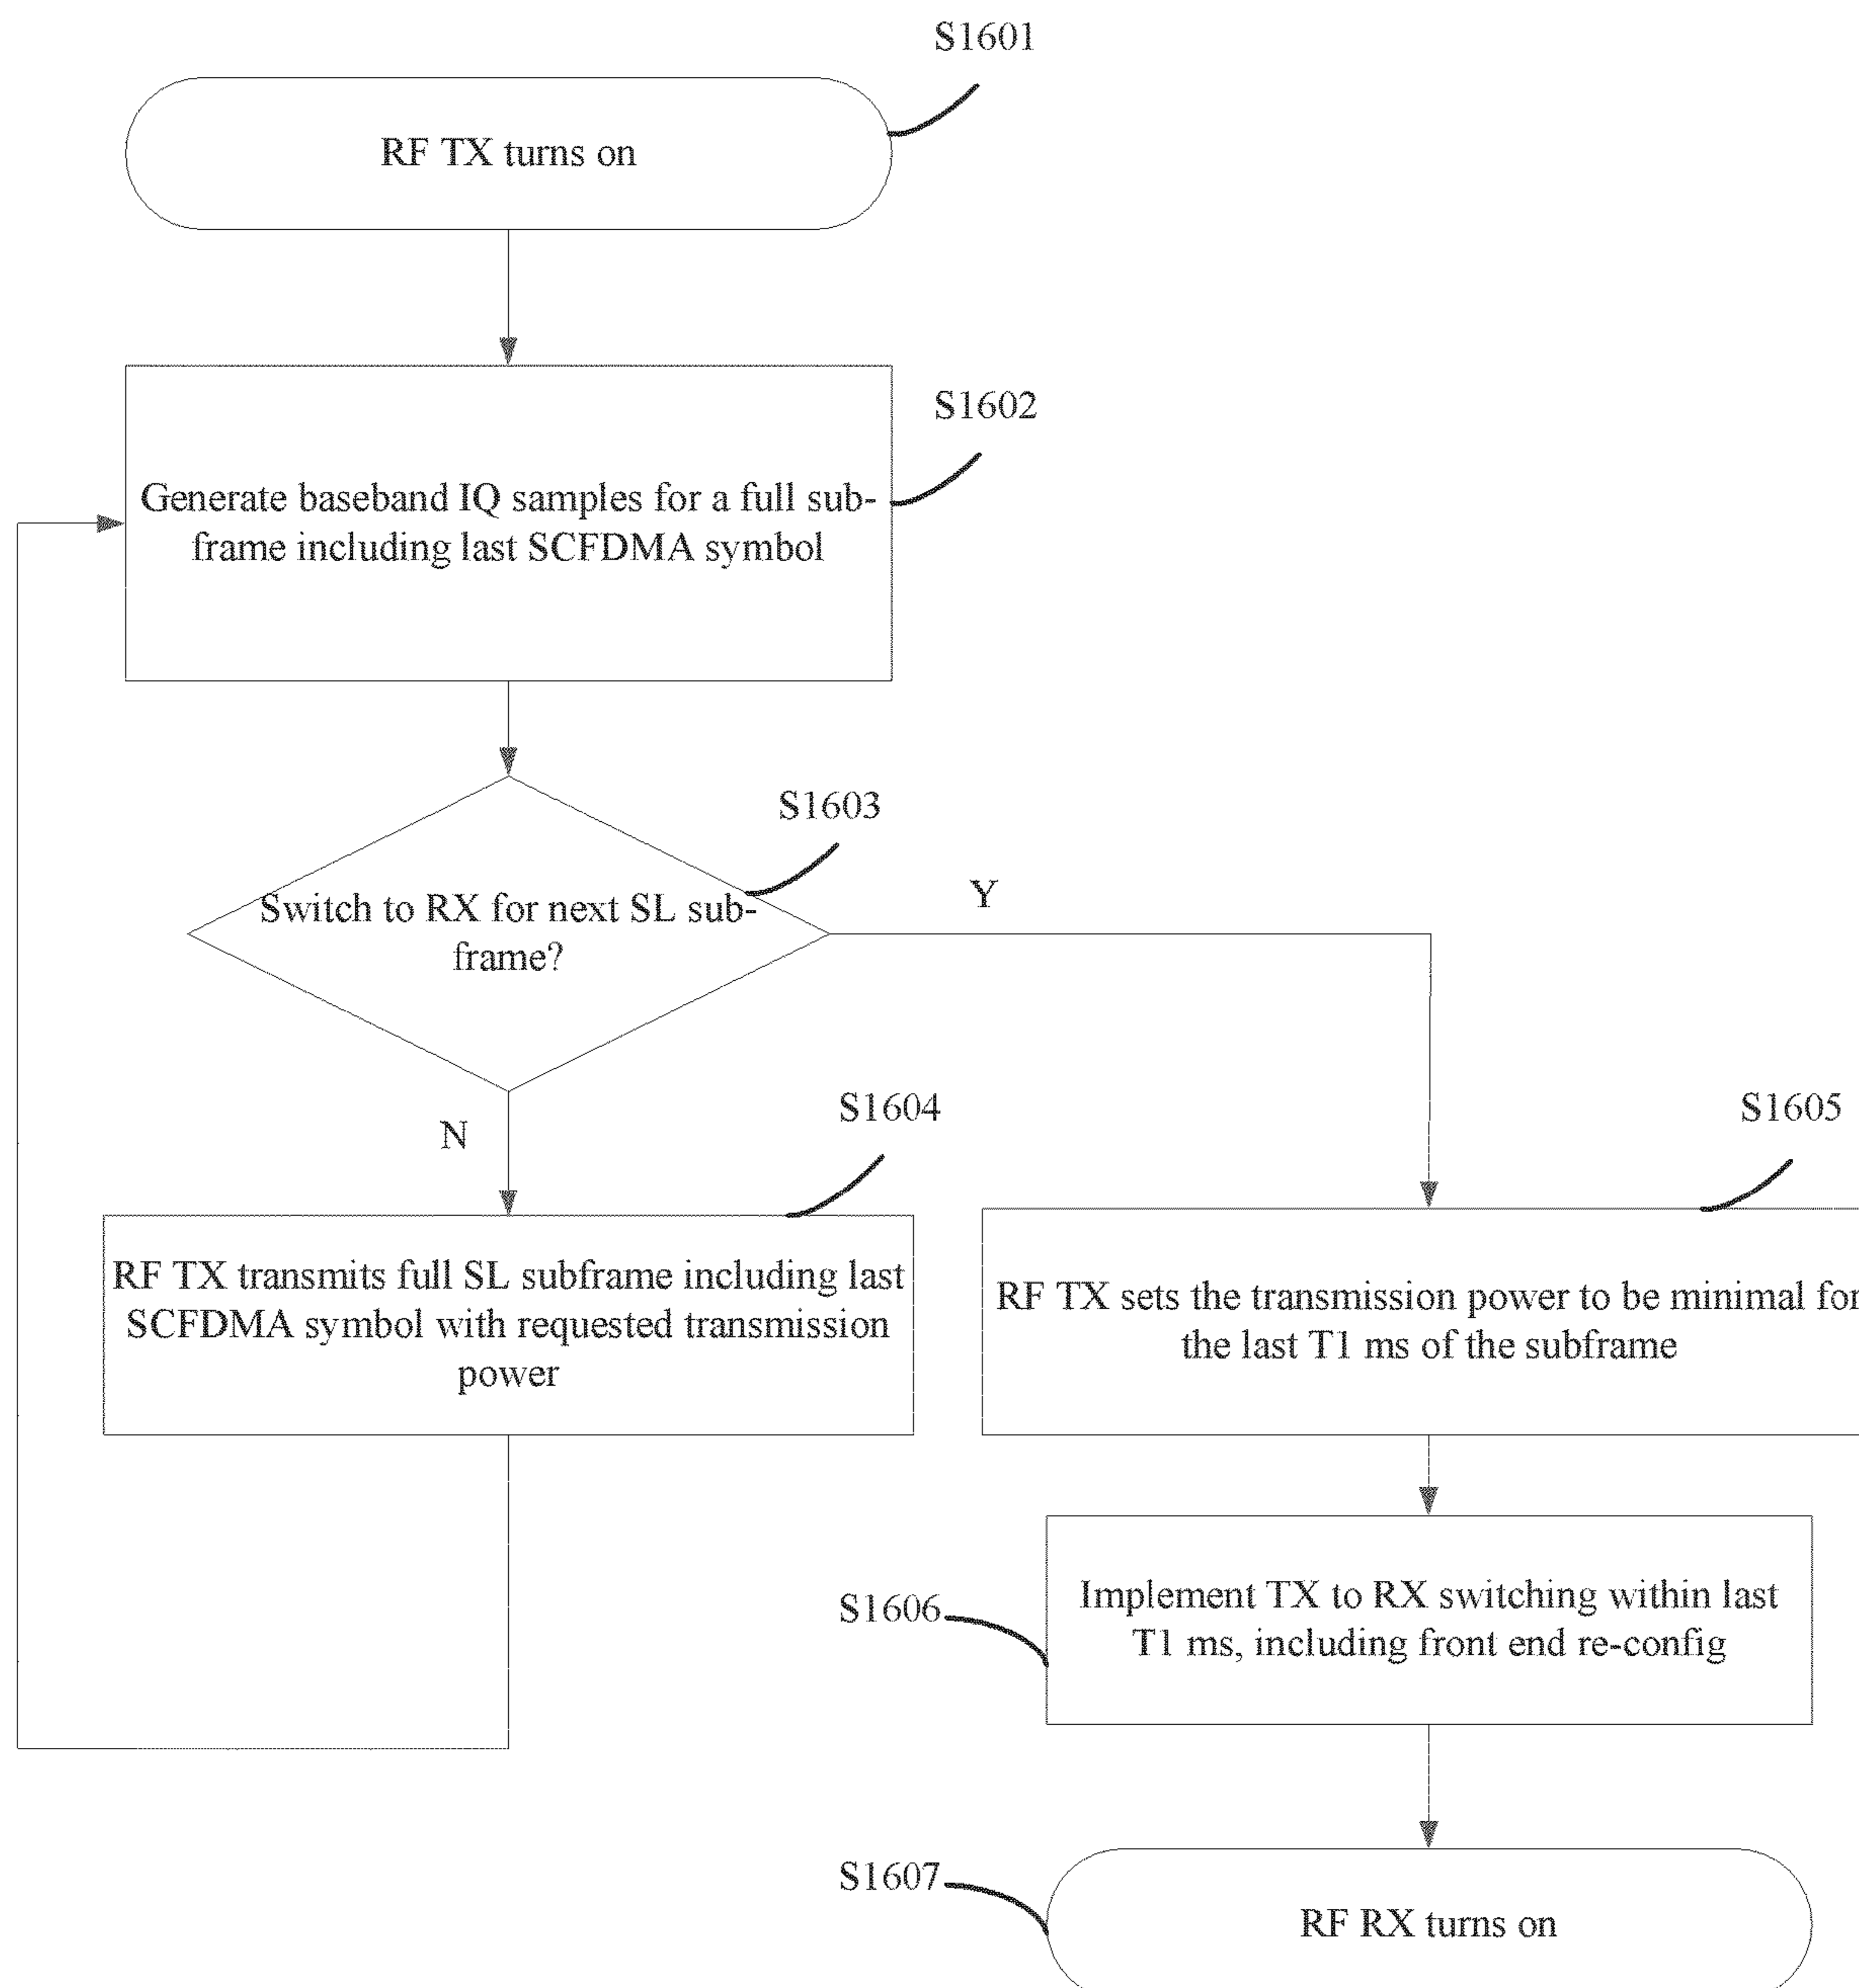 S1601
RF TX turns on
S1602
Generate baseband IQ samples for a full sub-
frame including last SCFDMA symbol
S1603
Switch to RX for next SL sub-
frame?
Y
N
S1604
RF TX transmits full SL subframe including last
SCFDMA symbol with requested transmission
power
S1605
RF TX sets the transmission power to be minimal for
the last T1 ms of the subframe
S1606
Implement TX to RX switching within last
T1 ms, including front end re-config
S1607
RF RX turns on